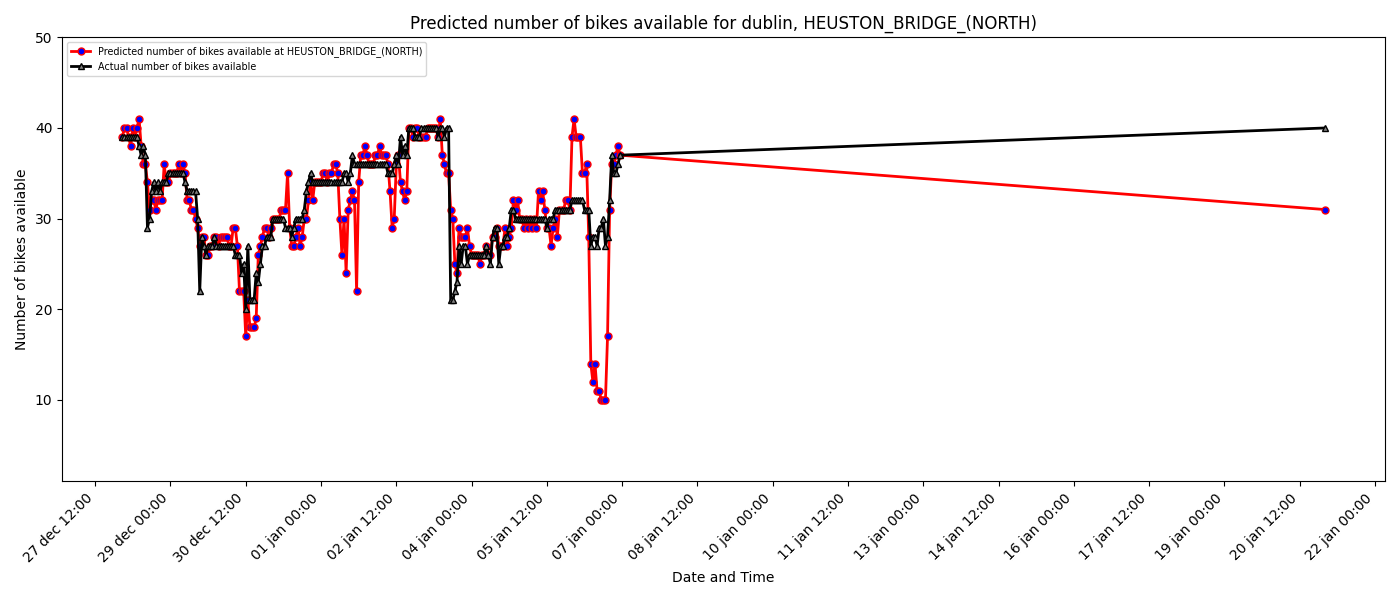 Predicted number of bikes available for dublin, HEUSTON_BRIDGE_(NORTH)
Predicted number of bikes available at HEUSTON_BRIDGE_(NORTH)
Actual number of bikes available
Number of bikes available
50
40
30
20
10
27 dec 12:00
29 dec 00:00
30 dec 12:00
01 jan 00:00
02 jan 12:00
04 jan 00:00
05 jan 12:00
07 jan 00:00
08 jan 12:00
10 jan 00:00
11 jan 12:00
13 jan 00:00
14 jan 12:00
16 jan 00:00
17 jan 12:00
19 jan 00:00
20 jan 12:00
22 jan 00:00
Date and Time